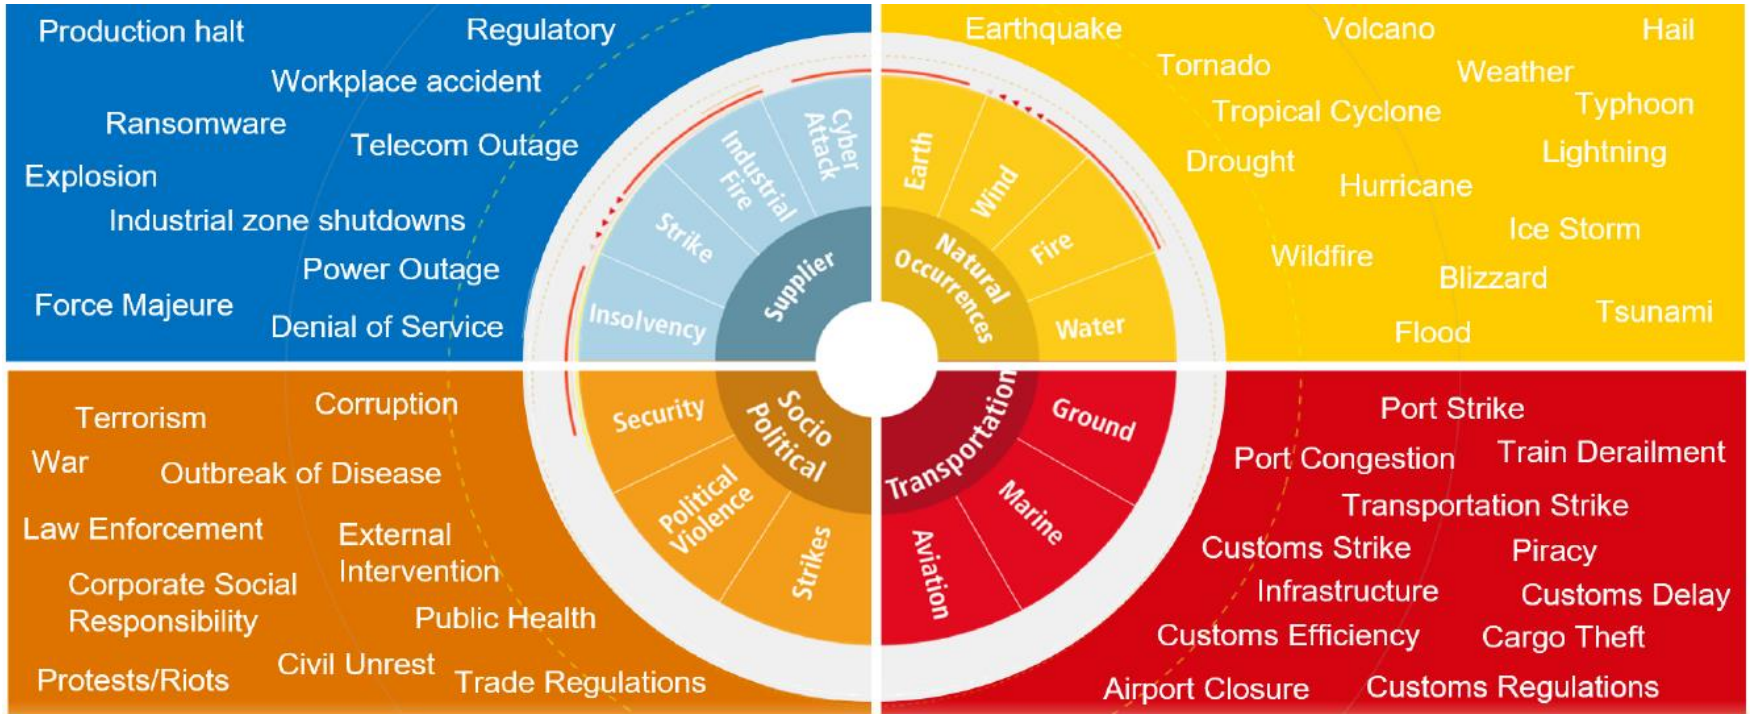 Production halt
Regulatory
Workplace accident
Ransomware
Telecom Outage
Explosion
Industrial zone shutdowns
Power Outage
Force Majeure
Denial of Service
Earthquake
Volcano
Hail
Tornado
Weather
Tropical Cyclone
Typhoon
Drought
Lightning
Hurricane
Ice Storm
Wildfire
Blizzard
Tsunami
Flood
Cyber
Attack
Industrial
Fire
Strike
Insolvency
Supplier
Earth
Wind
Fire
Water
Natural
Occurrences
Security
Political
Violence
Strikes
Socio
Political
Ground
Marine
Aviation
Transportation
Terrorism
Corruption
War
Outbreak of Disease
Law Enforcement
External
Intervention
Corporate Social
Responsibility
Public Health
Civil Unrest
Protests/Riots
Trade Regulations
Port Strike
Port Congestion
Train Derailment
Transportation Strike
Customs Strike
Piracy
Infrastructure
Customs Delay
Customs Efficiency
Cargo Theft
Airport Closure
Customs Regulations